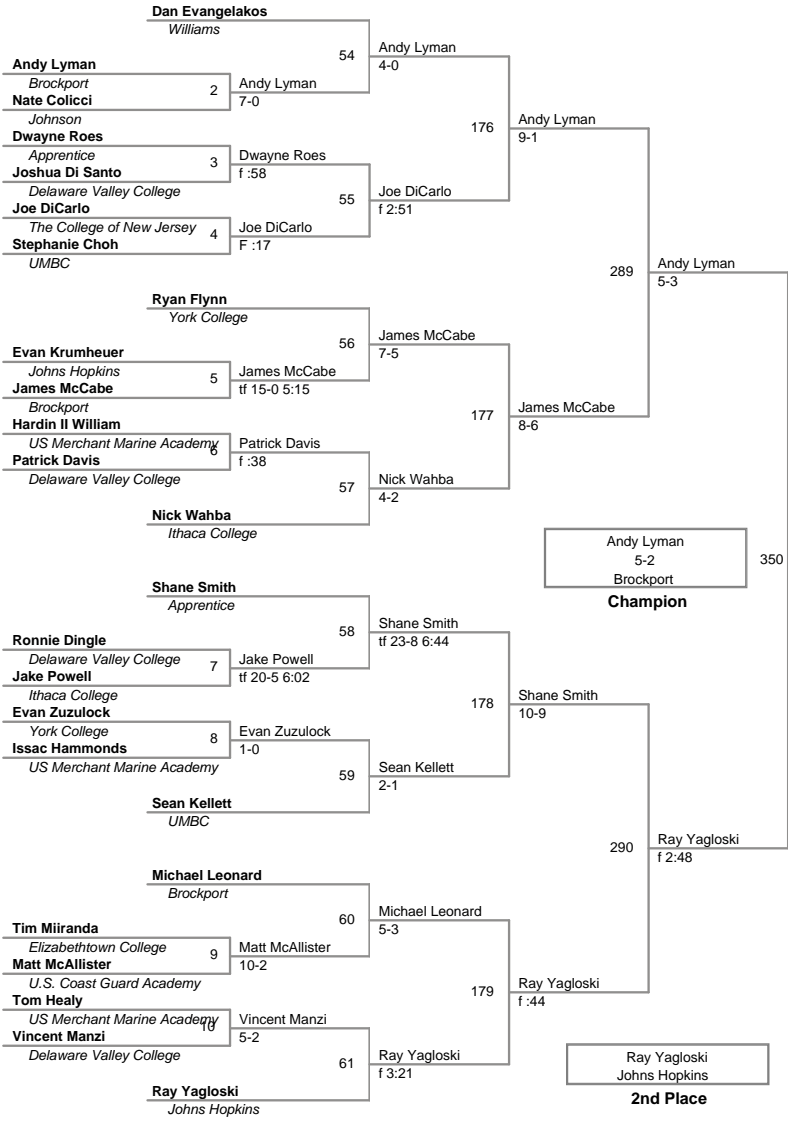 Dan Evangelakos
Williams
54
Andy Lyman
4-0
Andy Lyman
Brockport
2
Andy Lyman
7-0
Nate Colicci
Johnson
176
Andy Lyman
9-1
Dwayne Roes
Apprentice
3
Dwayne Roes
f :58
Joshua Di Santo
Delaware Valley College
55
Joe DiCarlo
f 2:51
Joe DiCarlo
The College of New Jersey
4
Joe DiCarlo
F :17
Stephanie Choh
UMBC
289
Andy Lyman
5-3
Ryan Flynn
York College
56
James McCabe
7-5
Evan Krumheuer
Johns Hopkins
5
James McCabe
tf 15-0 5:15
James McCabe
Brockport
177
James McCabe
8-6
Hardin II William
US Merchant Marine Academy
6
Patrick Davis
f :38
Patrick Davis
Delaware Valley College
57
Nick Wahba
4-2
Nick Wahba
Ithaca College
Andy Lyman
5-2
Brockport
350
Champion
Shane Smith
Apprentice
58
Shane Smith
tf 23-8 6:44
Ronnie Dingle
Delaware Valley College
7
Jake Powell
tf 20-5 6:02
Jake Powell
Ithaca College
178
Shane Smith
10-9
Evan Zuzulock
York College
8
Evan Zuzulock
1-0
Issac Hammonds
US Merchant Marine Academy
59
Sean Kellett
2-1
Sean Kellett
UMBC
290
Ray Yagloski
f 2:48
Michael Leonard
Brockport
60
Michael Leonard
5-3
Tim Miiranda
Elizabethtown College
9
Matt McAllister
10-2
Matt McAllister
U.S. Coast Guard Academy
179
Ray Yagloski
f :44
Tom Healy
US Merchant Marine Academy
10
Vincent Manzi
5-2
Vincent Manzi
Delaware Valley College
61
Ray Yagloski
f 3:21
Ray Yagloski
Johns Hopkins
Ray Yagloski
Johns Hopkins
2nd Place